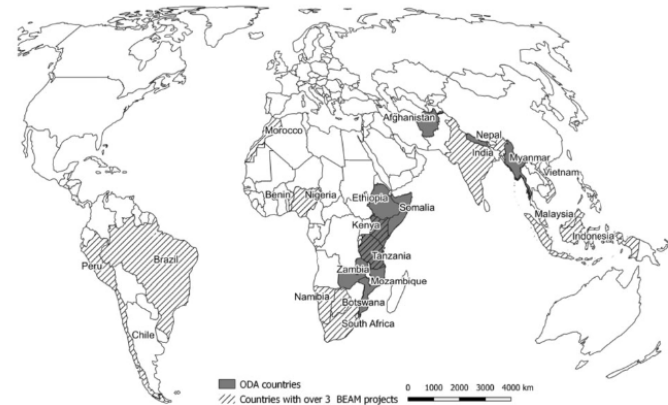 Afghanistan
Morocco
Nepal
India
Myanmar
Vietnam
Benin
Nigeria
Ethiopia
Somalia
Malaysia
Kenya
Indonesia
Peru
Brazil
Tanzania
Zambia
Mozambique
Namibia
Botswana
Chile
South Africa
ODA countries
Countries with over 3 BEAM projects
0 1000 2000 3000 4000 km